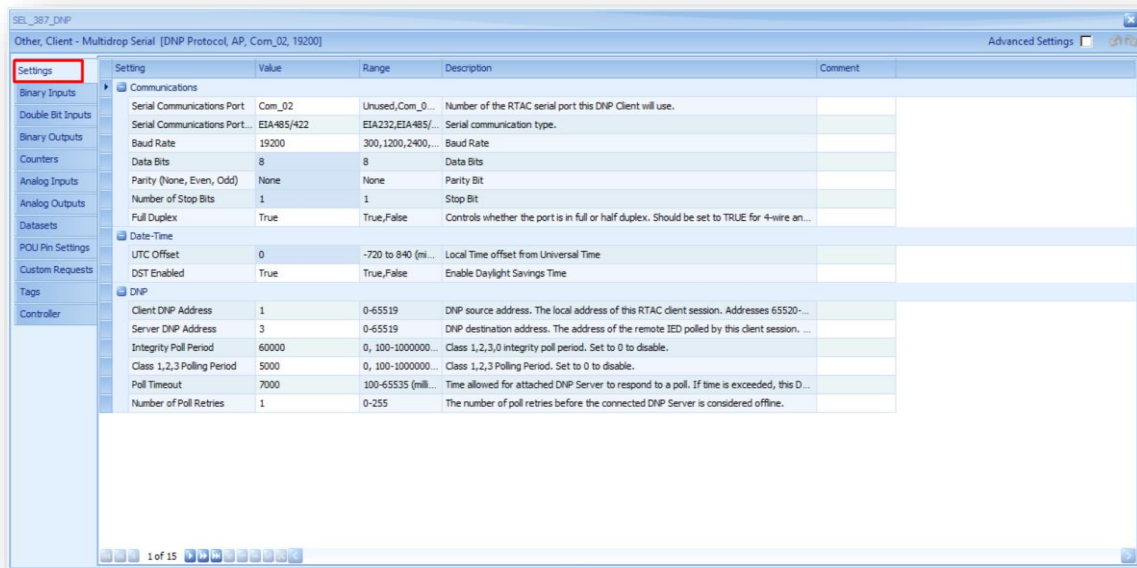 SEL_387_DNP
Other, Client - Multidrop Serial [DNP Protocol, AP, Com_02, 19200]
Advanced Settings
Settings
Binary Inputs
Double Bit Inputs
Binary Outputs
Counters
Analog Inputs
Analog Outputs
Datasets
POU Pin Settings
Custom Requests
Tags
Controller
Setting Value Range Description Comment
Communications
Serial Communications Port Com_02 Unused,Com_0... Number of the RTAC serial port this DNP Client will use.
Serial Communications Port... EIA485/422 EIA232,EIA485/... Serial communication type.
Baud Rate 19200 300,1200,2400,... Baud Rate
Data Bits 8 8 Data Bits
Parity (None, Even, Odd) None None Parity Bit
Number of Stop Bits 1 1 Stop Bit
Full Duplex True True,False Controls whether the port is in full or half duplex. Should be set to TRUE for 4-wire an...
Date-Time
UTC Offset 0 -720 to 840 (mi... Local Time offset from Universal Time
DST Enabled True True,False Enable Daylight Savings Time
DNP
Client DNP Address 1 0-65519 DNP source address. The local address of this RTAC client session. Addresses 65520-...
Server DNP Address 3 0-65519 DNP destination address. The address of the remote IED polled by this client session. ...
Integrity Poll Period 60000 0, 100-1000000... Class 1,2,3,0 integrity poll period. Set to 0 to disable.
Class 1,2,3 Polling Period 5000 0, 100-1000000... Class 1,2,3 Polling Period. Set to 0 to disable.
Poll Timeout 7000 100-65535 (milli... Time allowed for attached DNP Server to respond to a poll. If time is exceeded, this D...
Number of Poll Retries 1 0-255 The number of poll retries before the connected DNP Server is considered offline.
1 of 15